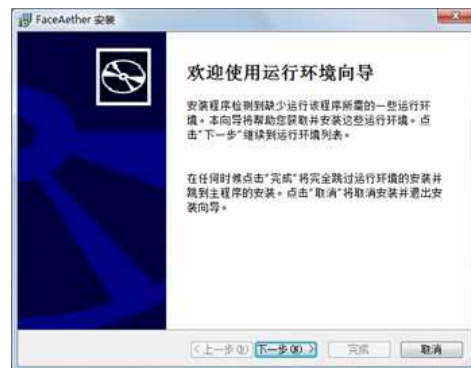 FaceAether 安装
欢迎使用运行环境向导
安装程序检测到缺少运行该程序所需的一些运行环
境。本向导将帮助您获取并安装这些运行环境。点
击“下一步”继续到运行环境列表。
在任何时候点击“完成”将完全跳过运行环境的安装并
跳到主程序的安装。点击“取消”将取消安装并退出安
装向导。
<上一步(B) 下一步(N)> 完成 取消